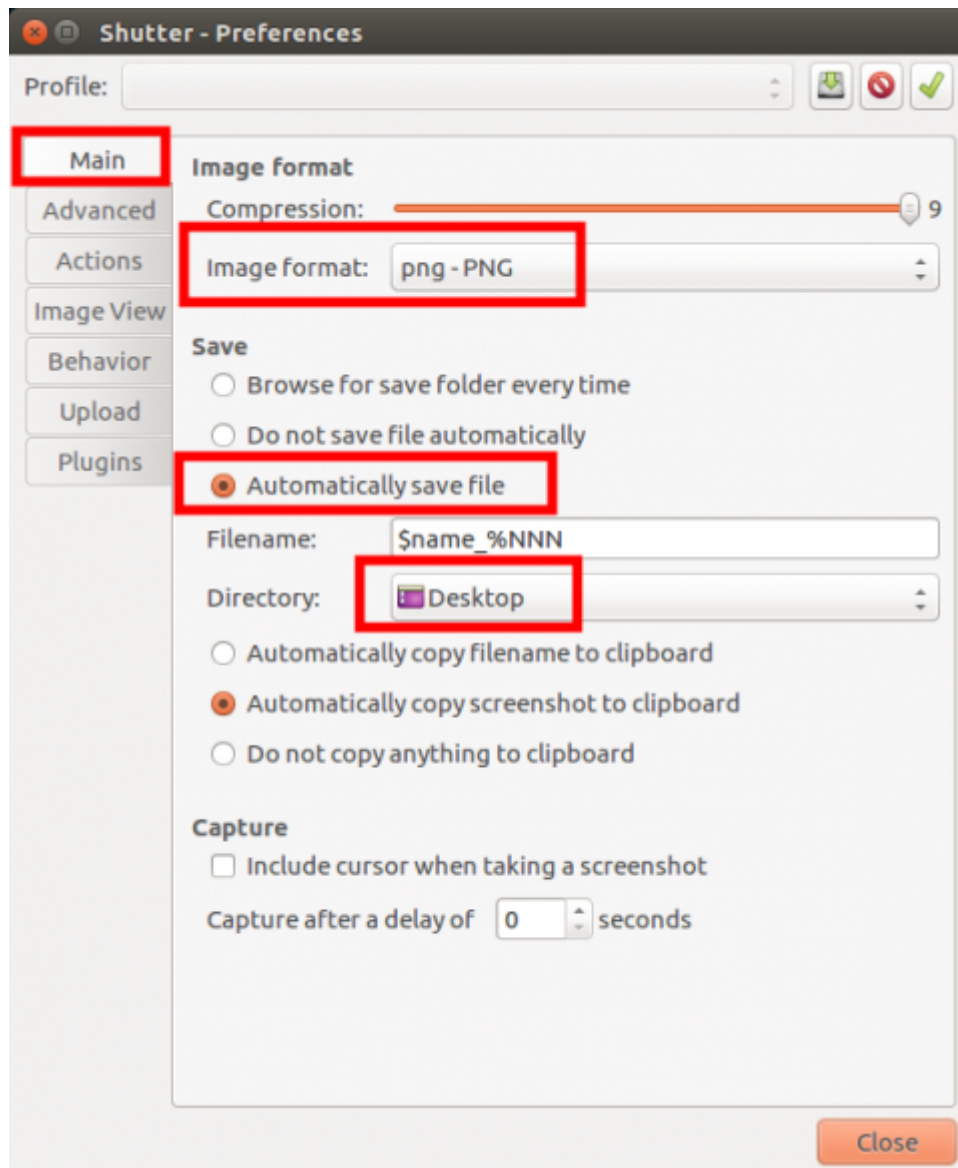 Shutter - Preferences
Profile:
Main
Advanced
Actions
Image View
Behavior
Upload
Plugins
Image format
Compression: 9
Image format: png - PNG
Save
Browse for save folder every time
Do not save file automatically
Automatically save file
Filename: $name_%NNN
Directory: Desktop
Automatically copy filename to clipboard
Automatically copy screenshot to clipboard
Do not copy anything to clipboard
Capture
Include cursor when taking a screenshot
Capture after a delay of 0 seconds
Close